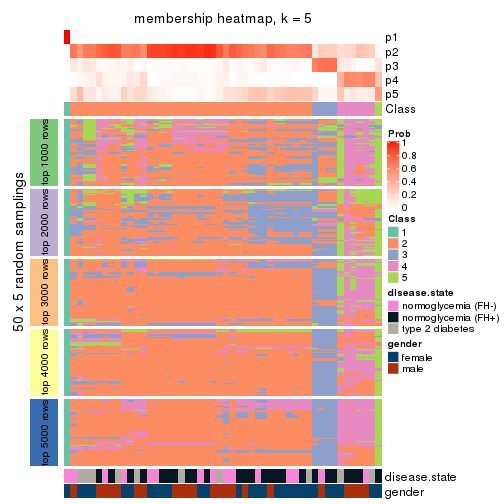 membership heatmap, k = 5
p1
p2
p3
p4
p5
Class
50 x 5 random samplings
top 1000 rows
top 2000 rows
top 3000 rows
top 4000 rows
top 5000 rows
Prob
1
0.8
0.6
0.4
0.2
0
Class
1
2
3
4
5
disease.state
normoglycemia (FH-)
normoglycemia (FH+)
type 2 diabetes
gender
female
male
disease.state
gender